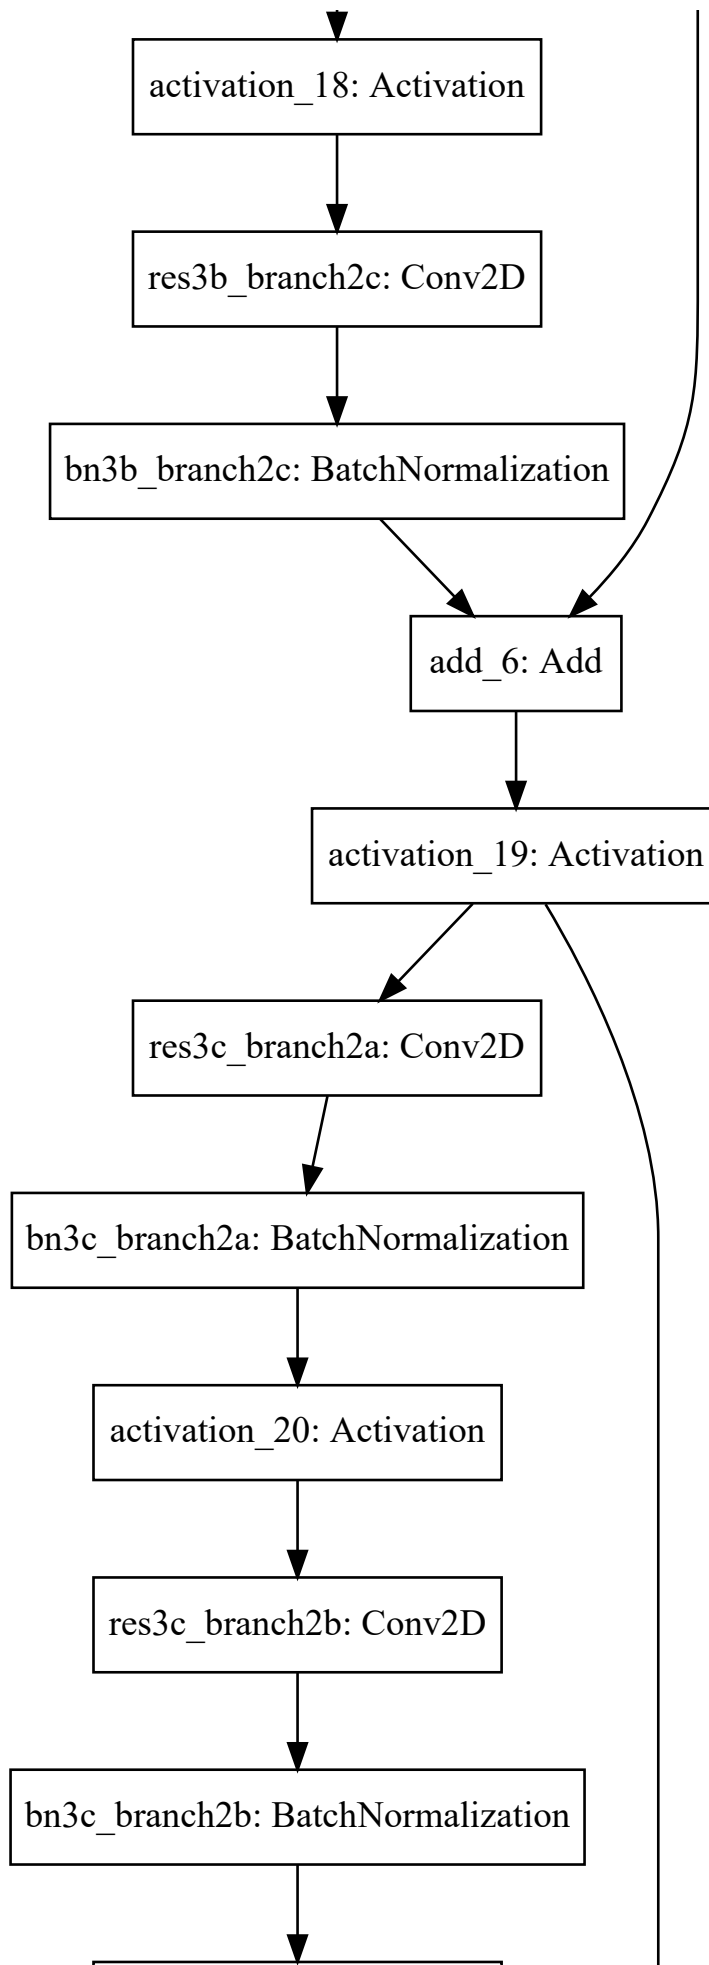 activation_18: Activation
res3b_branch2c: Conv2D
bn3b_branch2c: BatchNormalization
add_6: Add
activation_19: Activation
res3c_branch2a: Conv2D
bn3c_branch2a: BatchNormalization
activation_20: Activation
res3c_branch2b: Conv2D
bn3c_branch2b: BatchNormalization